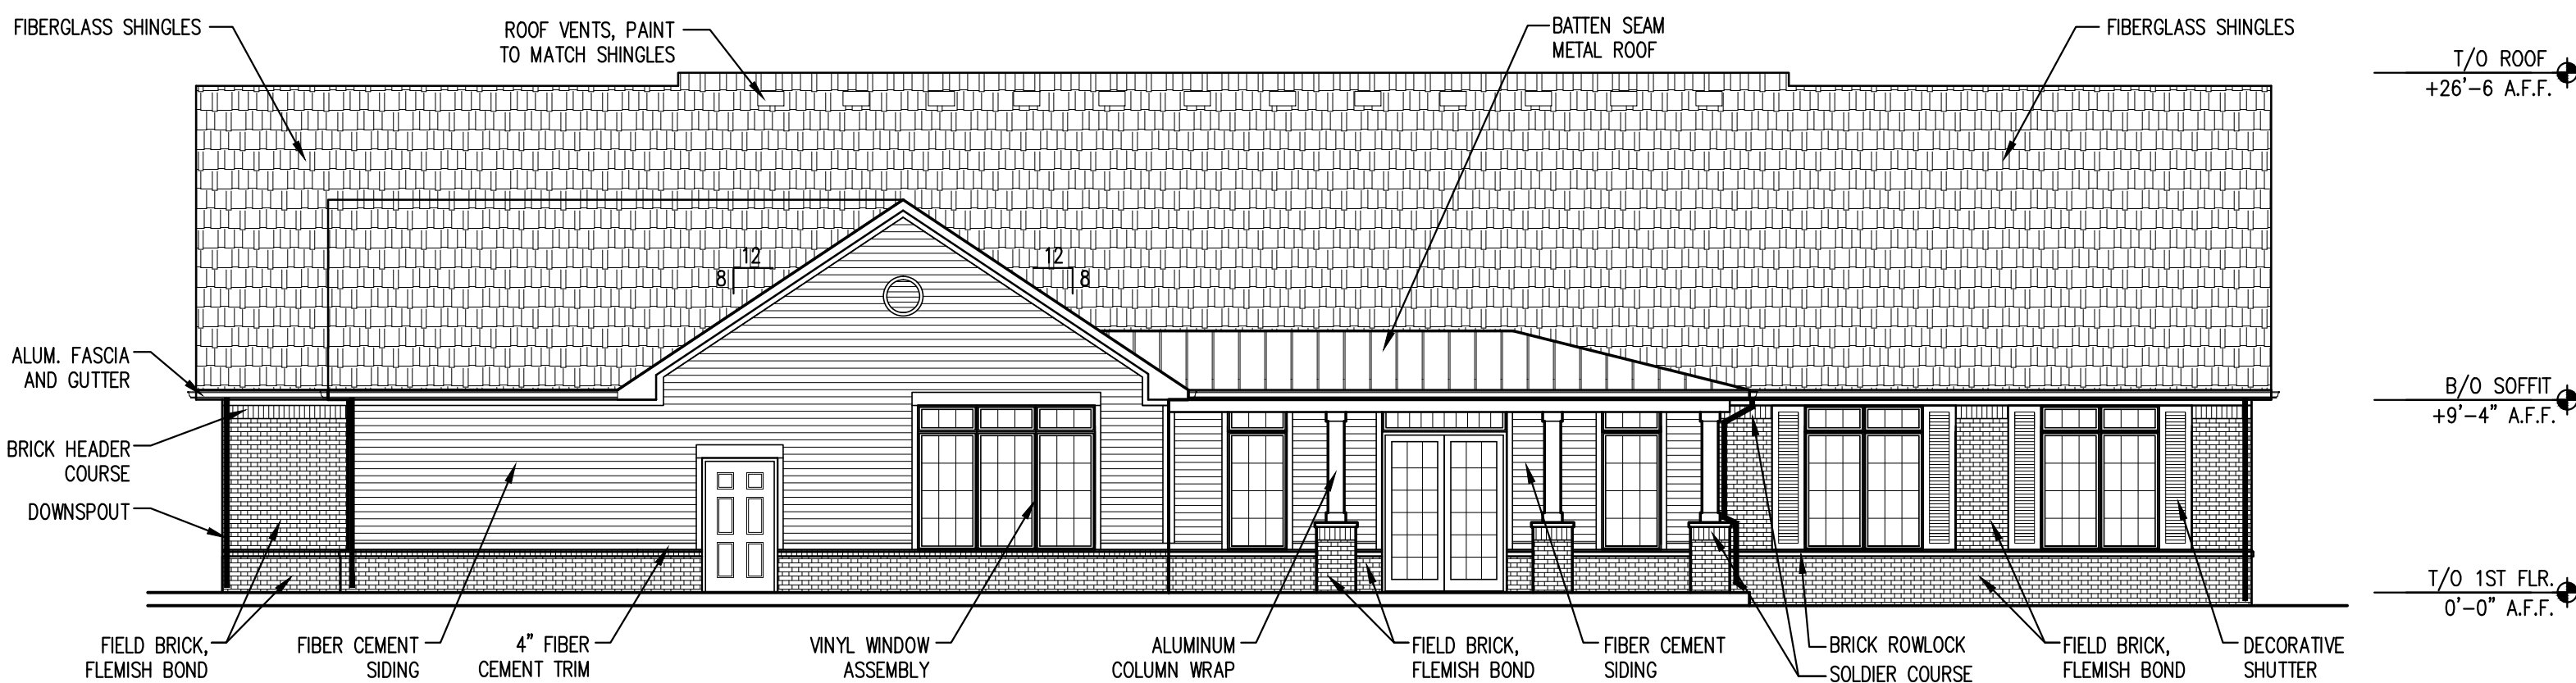 FIBERGLASS SHINGLES
ROOF VENTS, PAINT
TO MATCH SHINGLES
BATTEN SEAM
METAL ROOF
FIBERGLASS SHINGLES
T/O ROOF
+26'-6 A.F.F.
12
8
12
8
ALUM. FASCIA
AND GUTTER
B/O SOFFIT
+9'-4" A.F.F.
BRICK HEADER
COURSE
DOWNSPOUT
T/O 1ST FLR.
0'-0" A.F.F.
FIELD BRICK,
FLEMISH BOND
FIBER CEMENT
SIDING
4" FIBER
CEMENT TRIM
VINYL WINDOW
ASSEMBLY
ALUMINUM
COLUMN WRAP
FIELD BRICK,
FLEMISH BOND
FIBER CEMENT
SIDING
BRICK ROWLOCK
SOLDIER COURSE
FIELD BRICK,
FLEMISH BOND
DECORATIVE
SHUTTER